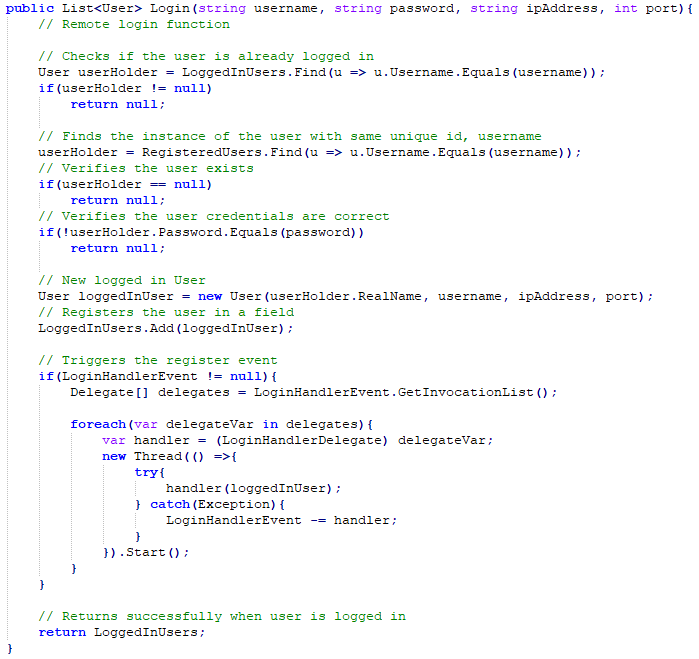 public List<User> Login(string username, string password, string ipAddress, int port){
    // Remote login function

    // Checks if the user is already logged in
    User userHolder = LoggedInUsers.Find(u => u.Username.Equals(username));
    if(userHolder != null)
        return null;

    // Finds the instance of the user with same unique id, username
    userHolder = RegisteredUsers.Find(u => u.Username.Equals(username));
    // Verifies the user exists
    if(userHolder == null)
        return null;
    // Verifies the user credentials are correct
    if(!userHolder.Password.Equals(password))
        return null;

    // New logged in User
    User loggedInUser = new User(userHolder.RealName, username, ipAddress, port);
    // Registers the user in a field
    LoggedInUsers.Add(loggedInUser);

    // Triggers the register event
    if(LoginHandlerEvent != null){
        Delegate[] delegates = LoginHandlerEvent.GetInvocationList();

        foreach(var delegateVar in delegates){
            var handler = (LoginHandlerDelegate) delegateVar;
            new Thread(() =>{
                try{
                    handler(loggedInUser);
                } catch(Exception){
                    LoginHandlerEvent -= handler;
                }
            }).Start();
        }
    }

    // Returns successfully when user is logged in
    return LoggedInUsers;
}